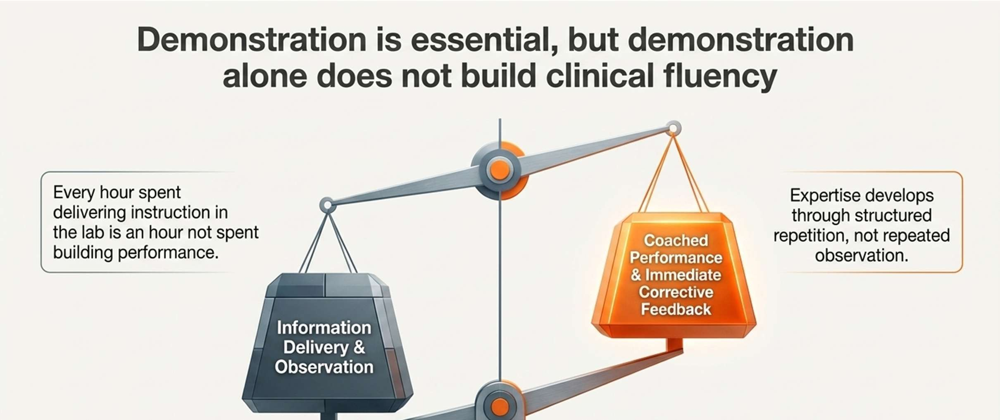 Demonstration is essential, but demonstration
alone does not build clinical fluency
Every hour spent
delivering instruction in
the lab is an hour not spent
building performance.
Information
Delivery &
Observation
Coached
Performance
& Immediate
Corrective
Feedback
Expertise develops
through structured
repetition, not repeated
observation.